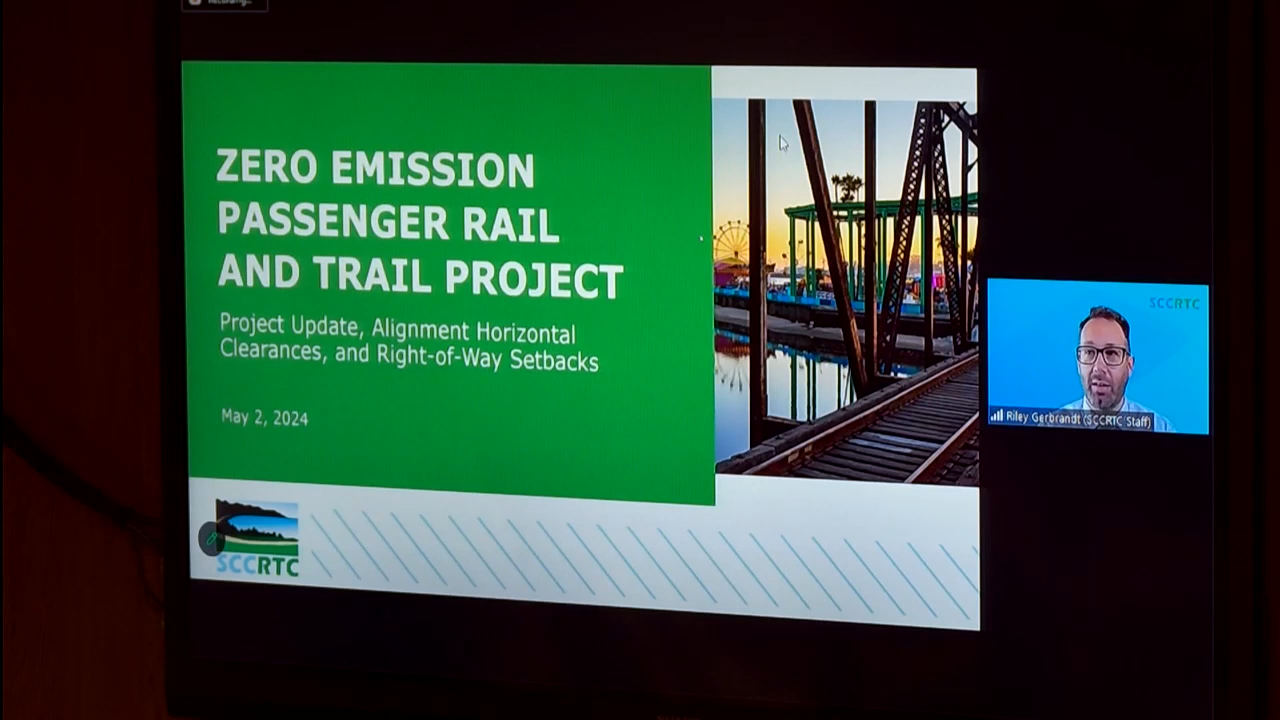 Recording...
ZERO EMISSION
PASSENGER RAIL
AND TRAIL PROJECT
Project Update, Alignment Horizontal
Clearances, and Right-of-Way Setbacks
May 2, 2024
SCCRTC
SCCRTC
Riley Gerbrandt (SCCRTC Staff)